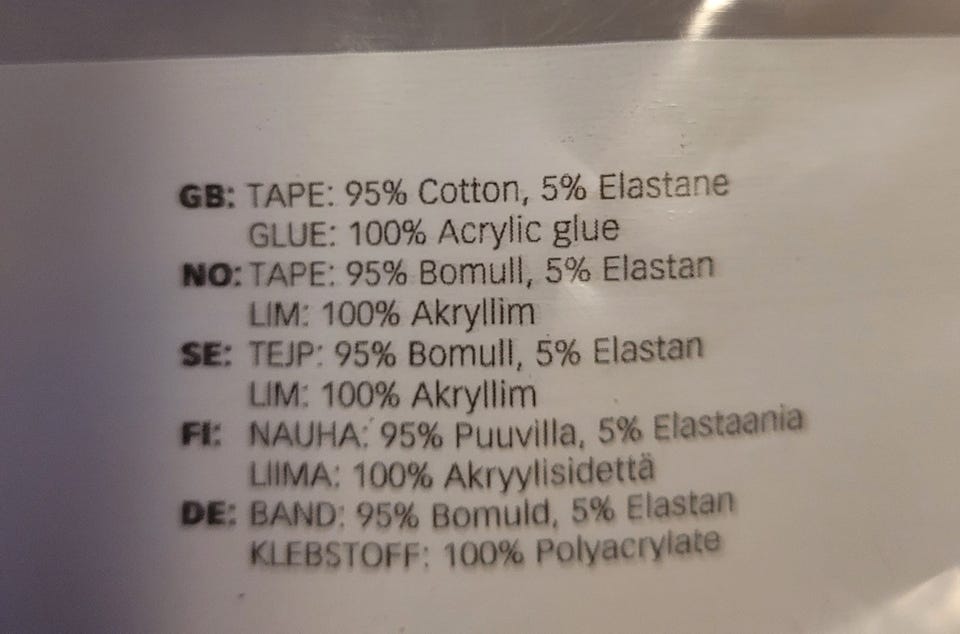 GB: TAPE: 95% Cotton, 5% Elastane
GLUE: 100% Acrylic glue
NO: TAPE: 95% Bomull, 5% Elastan
LIM: 100% Akryllim
SE: TEJP: 95% Bomull, 5% Elastan
LIM: 100% Akryllim
FI: NAUHA: 95% Puuvilla, 5% Elastaania
LIIMA: 100% Akryylisidettä
DE: BAND: 95% Bomuld, 5% Elastan
KLEBSTOFF: 100% Polyacrylate